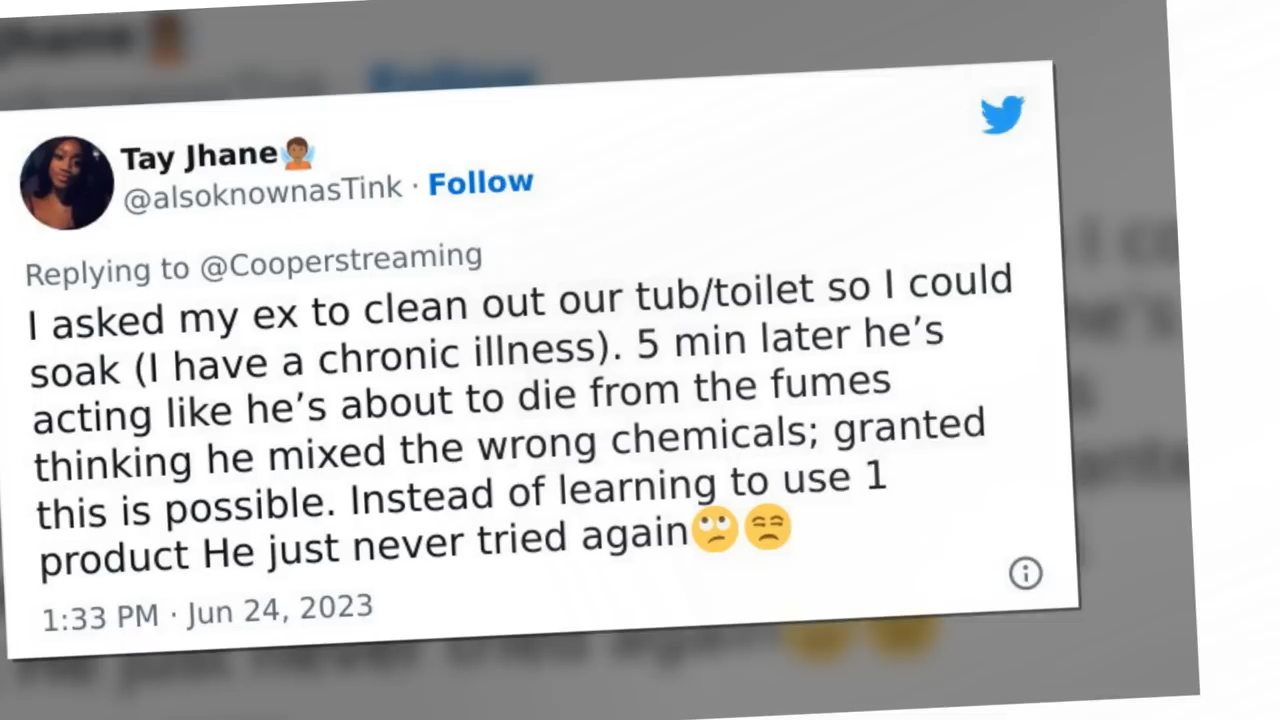 Tay Jhane
@alsoknownasTink · Follow
Replying to @Cooperstreaming
I asked my ex to clean out our tub/toilet so I could
soak (I have a chronic illness). 5 min later he’s
acting like he’s about to die from the fumes
thinking he mixed the wrong chemicals; granted
this is possible. Instead of learning to use 1
product He just never tried again🙄😒
1:33 PM · Jun 24, 2023